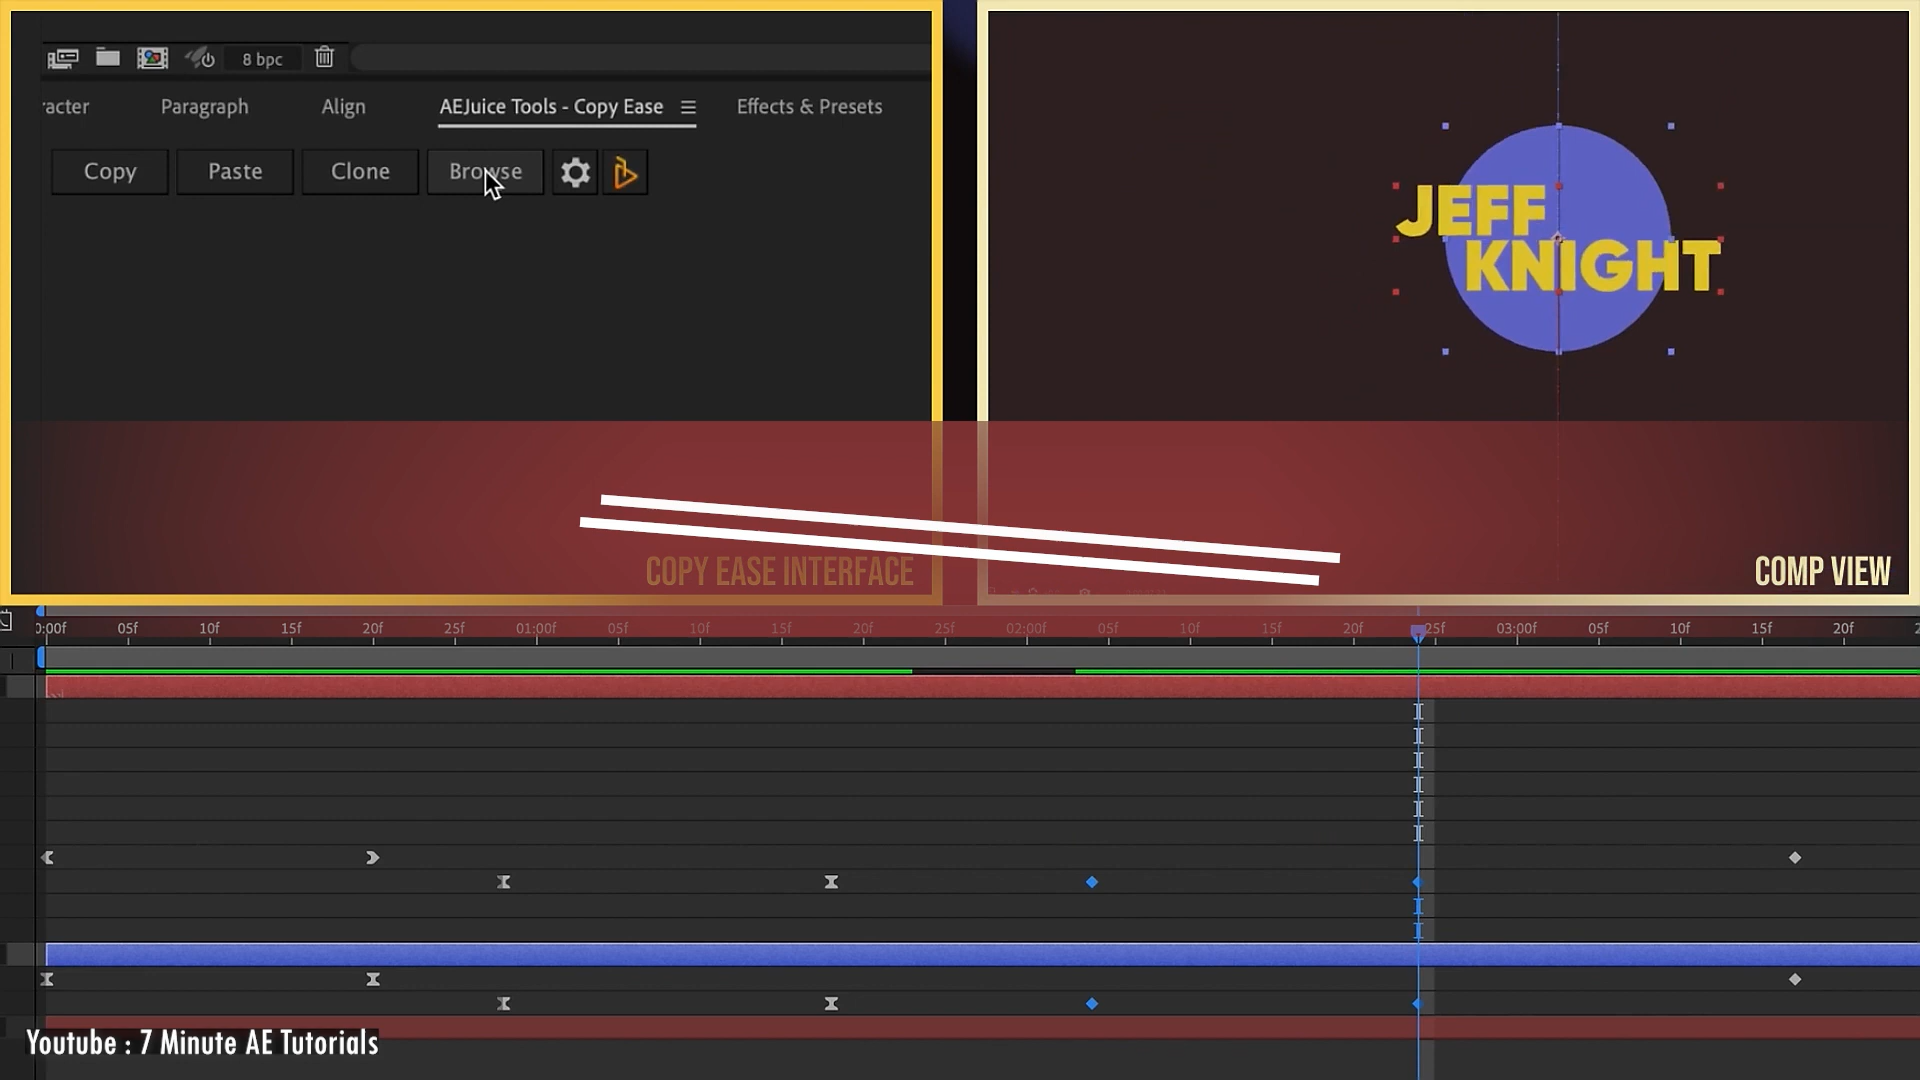 8 bpc
racter Paragraph Align AEJuice Tools - Copy Ease Effects & Presets
Copy Paste Clone Browse
JEFF
KNIGHT
COPY EASE INTERFACE
COMP VIEW
0:00f 05f 10f 15f 20f 25f 01:00f 05f 10f 15f 20f 25f 02:00f 05f 10f 15f 20f 25f 03:00f 05f 10f 15f 20f 2
Youtube : 7 Minute AE Tutorials